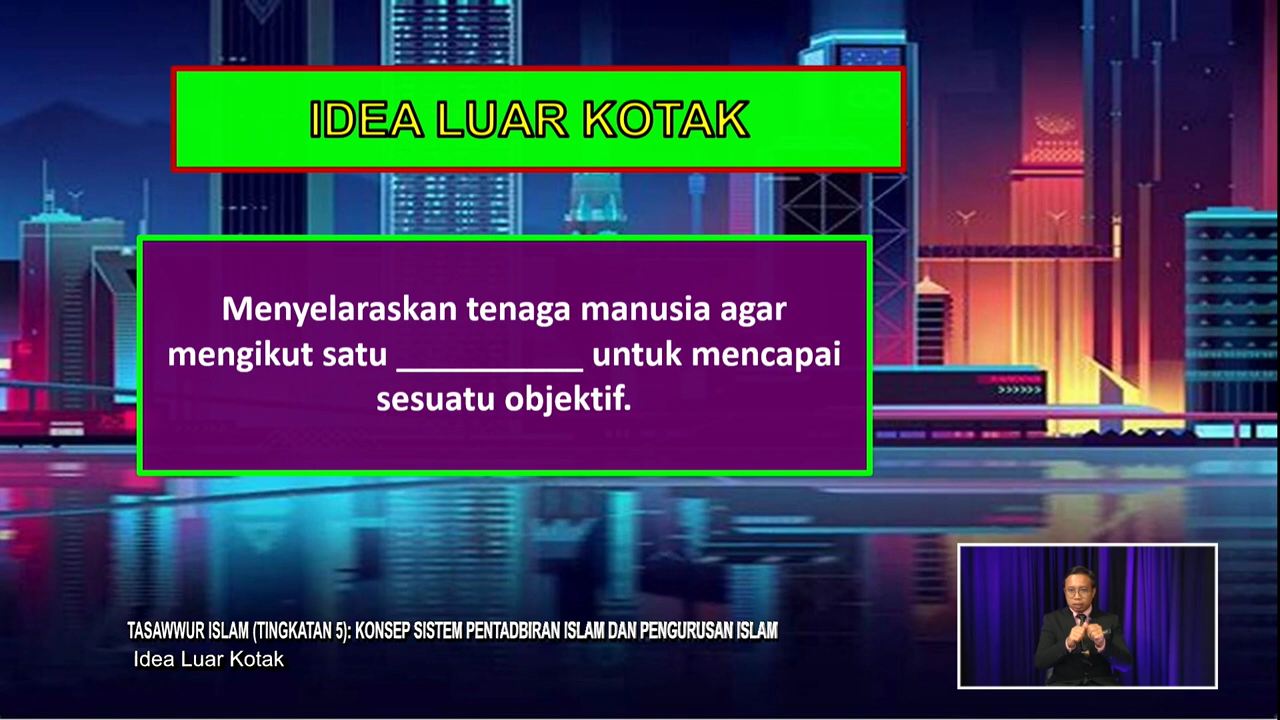 IDEA LUAR KOTAK
Menyelaraskan tenaga manusia agar
mengikut satu __________ untuk mencapai
sesuatu objektif.
TASAWWUR ISLAM (TINGKATAN 5): KONSEP SISTEM PENTADBIRAN ISLAM DAN PENGURUSAN ISLAM
Idea Luar Kotak